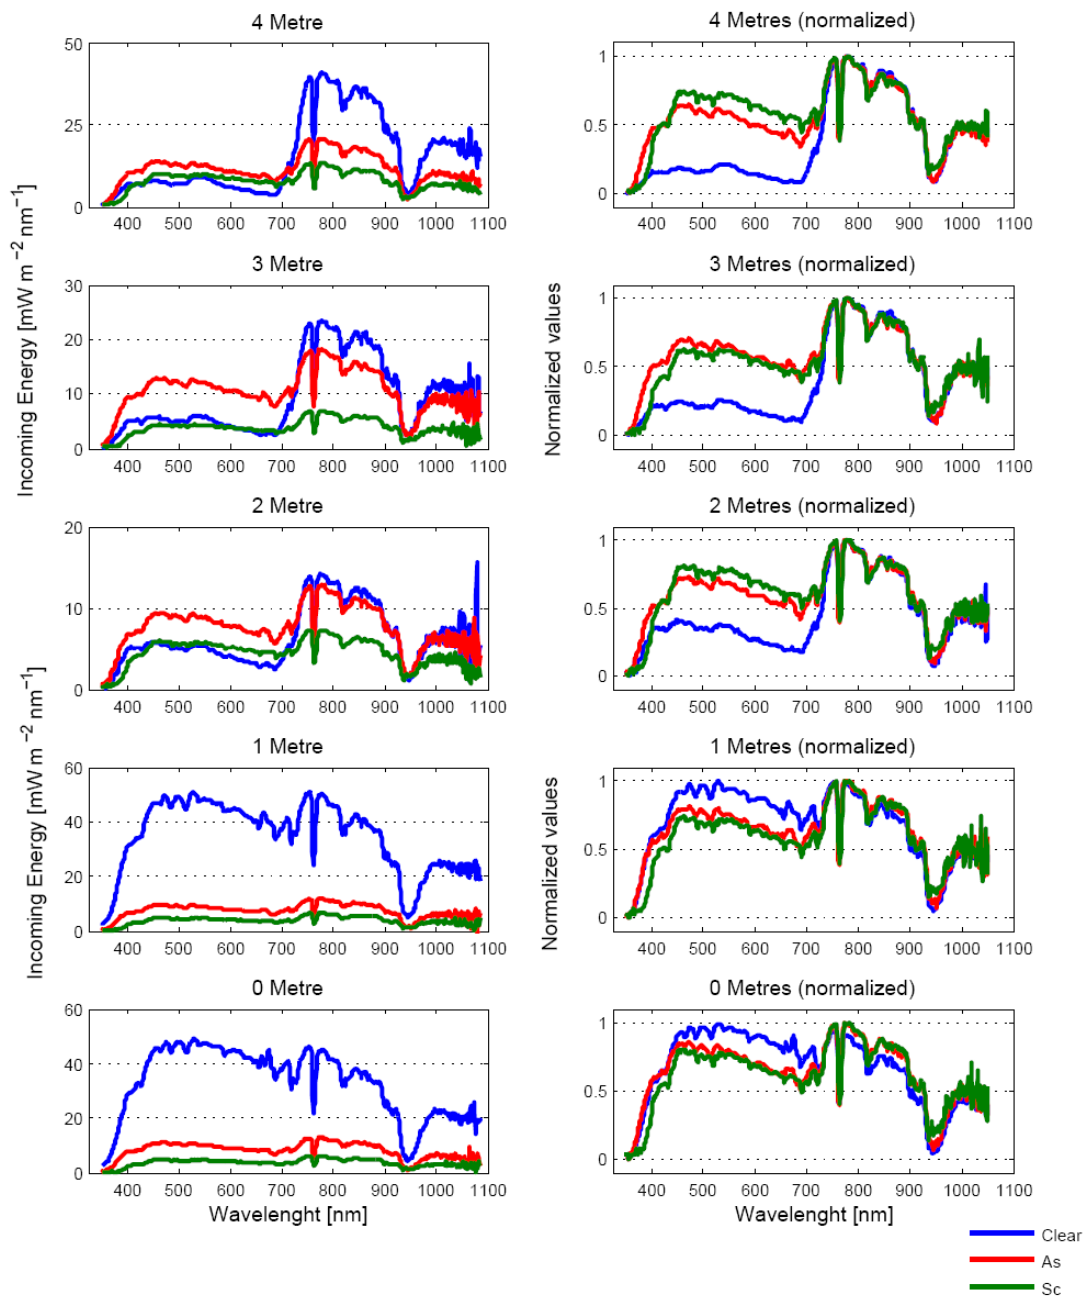 4 Metre
4 Metres (normalized)
50
25
0
400 500 600 700 800 900 1000 1100
1
0.5
0
400 500 600 700 800 900 1000 1100
3 Metre
3 Metres (normalized)
30
20
10
0
400 500 600 700 800 900 1000 1100
1
0.5
0
400 500 600 700 800 900 1000 1100
Incoming Energy [mW m−2 nm−1]
Normalized values
2 Metre
2 Metres (normalized)
20
10
0
400 500 600 700 800 900 1000 1100
1
0.5
0
400 500 600 700 800 900 1000 1100
1 Metre
1 Metres (normalized)
60
40
20
0
400 500 600 700 800 900 1000 1100
1
0.5
0
400 500 600 700 800 900 1000 1100
Incoming Energy [mW m−2 nm−1]
Normalized values
0 Metre
0 Metres (normalized)
60
40
20
0
400 500 600 700 800 900 1000 1100
1
0.5
0
400 500 600 700 800 900 1000 1100
Wavelenght [nm]
Wavelenght [nm]
Clear
As
Sc